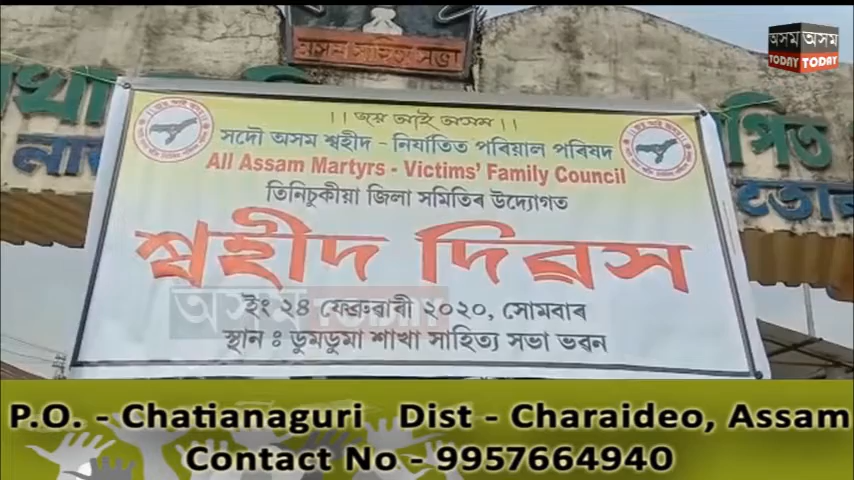 অসম অসম
TODAY TODAY
অসম সাহিত্য সভা
।। জয় আই অসম ।।
সদৌ অসম শ্বহীদ - নিৰ্যাতিত পৰিয়াল পৰিষদ
All Assam Martyrs - Victims' Family Council
তিনিচুকীয়া জিলা সমিতিৰ উদ্যোগত
শ্বহীদ দিৱস
অসম TODAY
ইং ২৪ ফেব্ৰুৱাৰী ২০২০, সোমবাৰ
স্থান ঃ ডুমডুমা শাখা সাহিত্য সভা ভৱন
P.O. - Chatianaguri Dist - Charaideo, Assam
Contact No - 9957664940